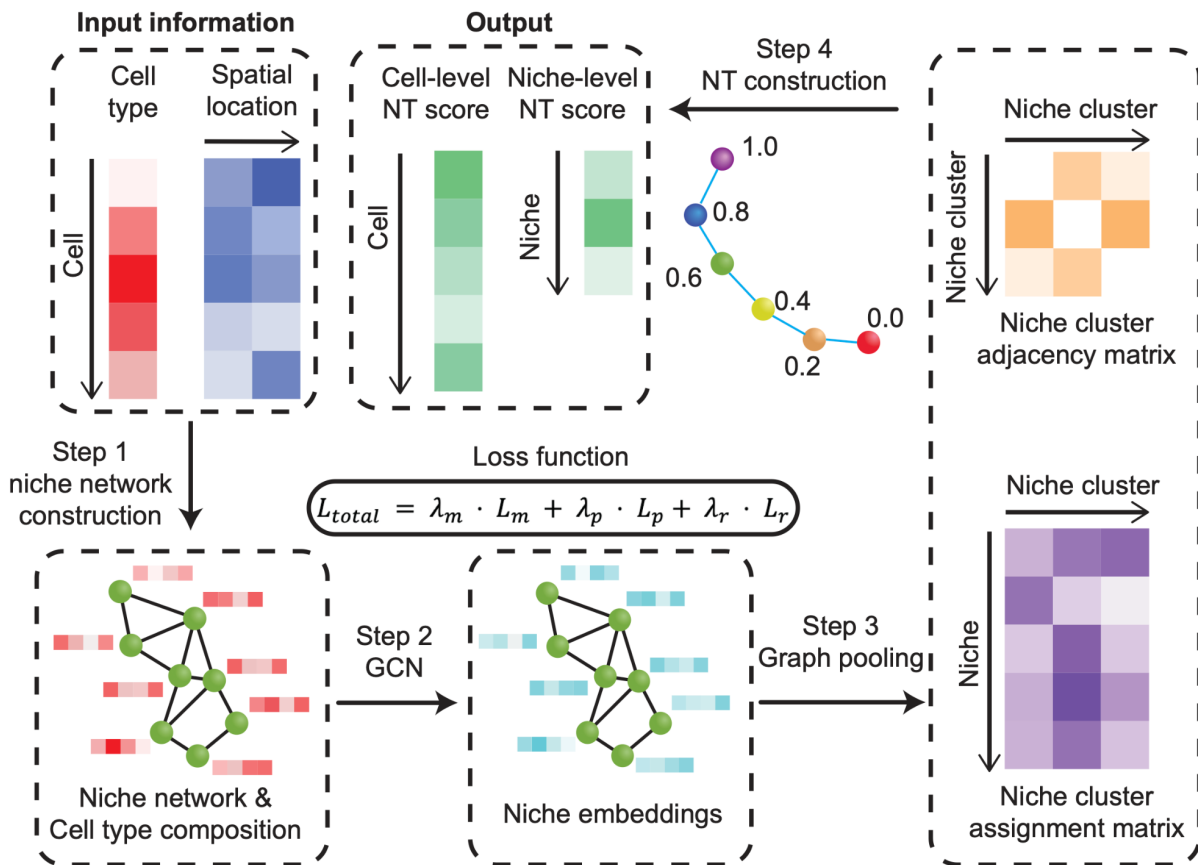 Input information
Cell
type
Spatial
location
Cell
Output
Cell-level
NT score
Niche-level
NT score
Cell
Niche
Step 4
NT construction
1.0
0.8
0.6
0.4
0.2
0.0
Niche cluster
Niche cluster
Niche cluster
adjacency matrix
Step 1
niche network
construction
Loss function
L_total = λ_m · L_m + λ_p · L_p + λ_r · L_r
Niche network &
Cell type composition
Step 2
GCN
Niche embeddings
Step 3
Graph pooling
Niche cluster
Niche
Niche cluster
assignment matrix